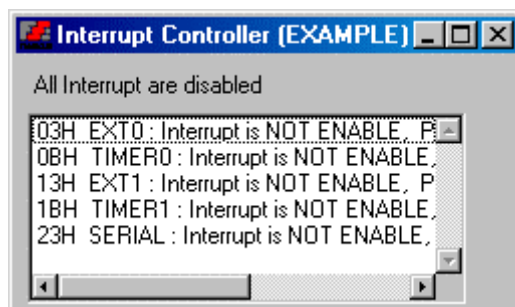 Interrupt Controller (EXAMPLE)
All Interrupt are disabled
03H EXT0 : Interrupt is NOT ENABLE, P
0BH TIMER0 : Interrupt is NOT ENABLE,
13H EXT1 : Interrupt is NOT ENABLE, P
1BH TIMER1 : Interrupt is NOT ENABLE,
23H SERIAL : Interrupt is NOT ENABLE,